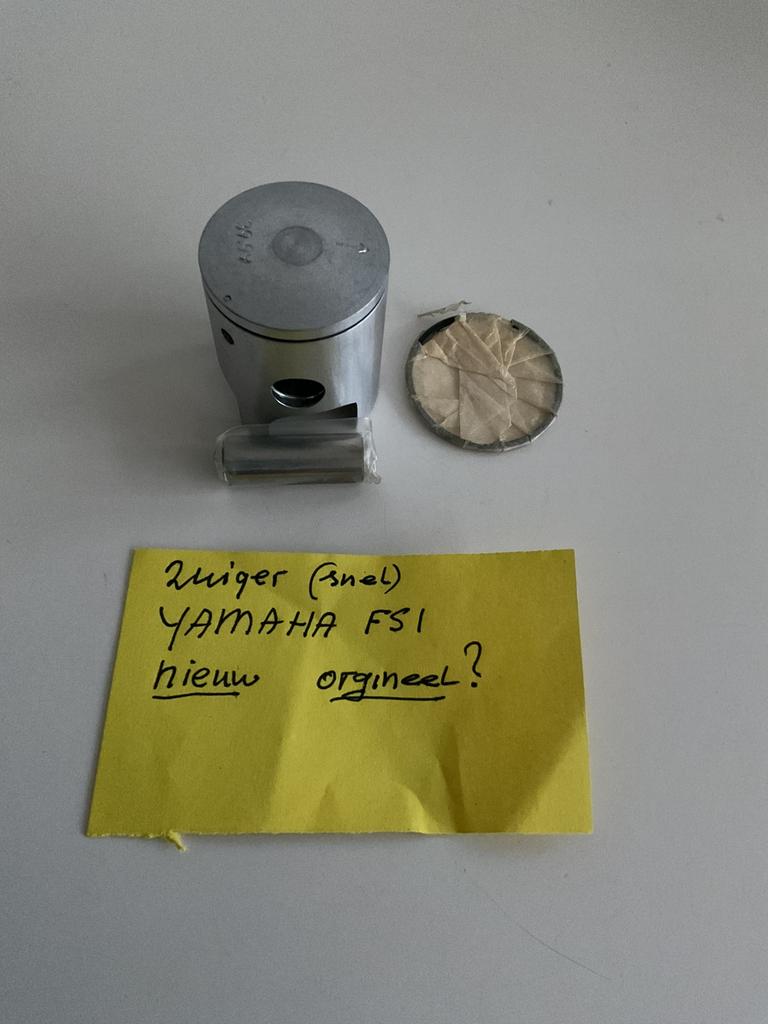 Zuiger (snel)
YAMAHA FS1
nieuw orgineel?